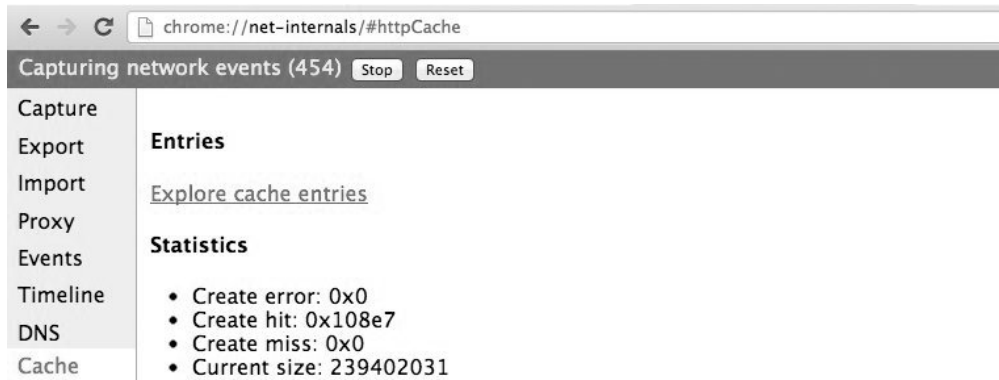 chrome://net-internals/#httpCache
Capturing network events (454) Stop Reset
Capture
Export
Import
Proxy
Events
Timeline
DNS
Cache
Entries
Explore cache entries
Statistics
• Create error: 0x0
• Create hit: 0x108e7
• Create miss: 0x0
• Current size: 239402031